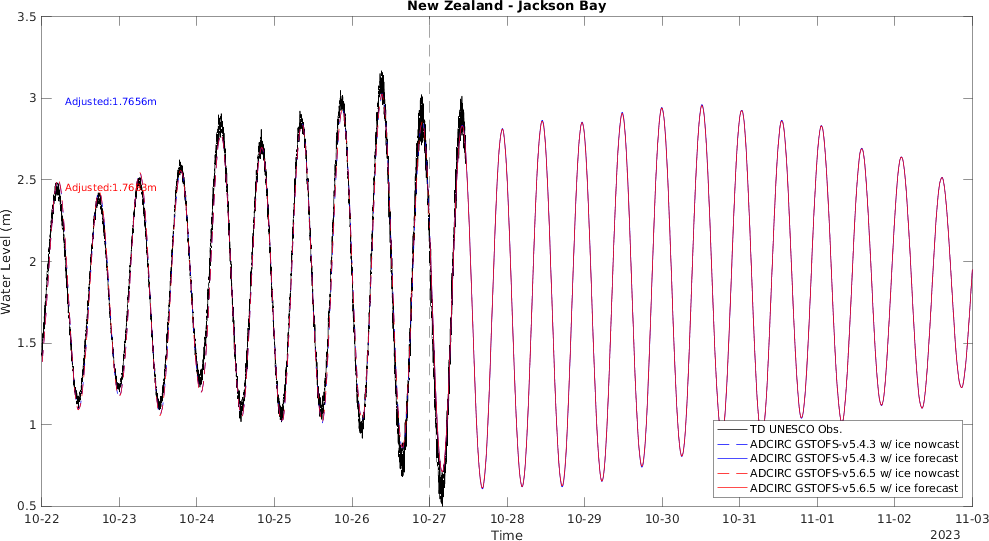 New Zealand - Jackson Bay
3.5
3
2.5
2
1.5
1
0.5
Water Level (m)
Adjusted:1.7656m
TD UNESCO Obs.
ADCIRC GSTOFS-v5.4.3 w/ ice nowcast
ADCIRC GSTOFS-v5.4.3 w/ ice forecast
ADCIRC GSTOFS-v5.6.5 w/ ice nowcast
ADCIRC GSTOFS-v5.6.5 w/ ice forecast
10-22 10-23 10-24 10-25 10-26 10-27 10-28 10-29 10-30 10-31 11-01 11-02 11-03
Time
2023